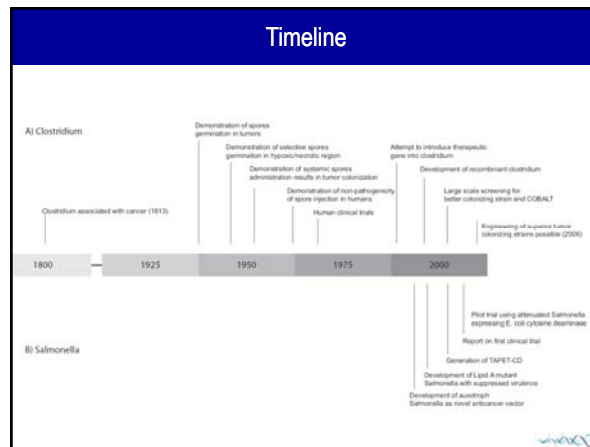 Timeline
A) Clostridium
Demonstration of spores
germination in tumors
Demonstration of selective spores
germination in hypoxic/necrotic region
Demonstration of systemic spores
administration results in tumor colonization
Demonstration of non-pathogenicity
of spore injection in humans
Human clinical trials
Attempt to introduce therapeutic
gene into clostridium
Development of recombinant clostridium
Large scale screening for
better colonizing strain and COBALT
Engineering of superior tumor
colonizing strains possible (2006)
Clostridium associated with cancer (1813)
1800
1925
1950
1975
2000
B) Salmonella
Pilot trial using attenuated Salmonella
expressing E. coli cytosine deaminase
Report on first clinical trial
Generation of TAPET-CD
Development of Lipid A mutant
Salmonella with suppressed virulence
Development of auxotroph
Salmonella as novel anticancer vector